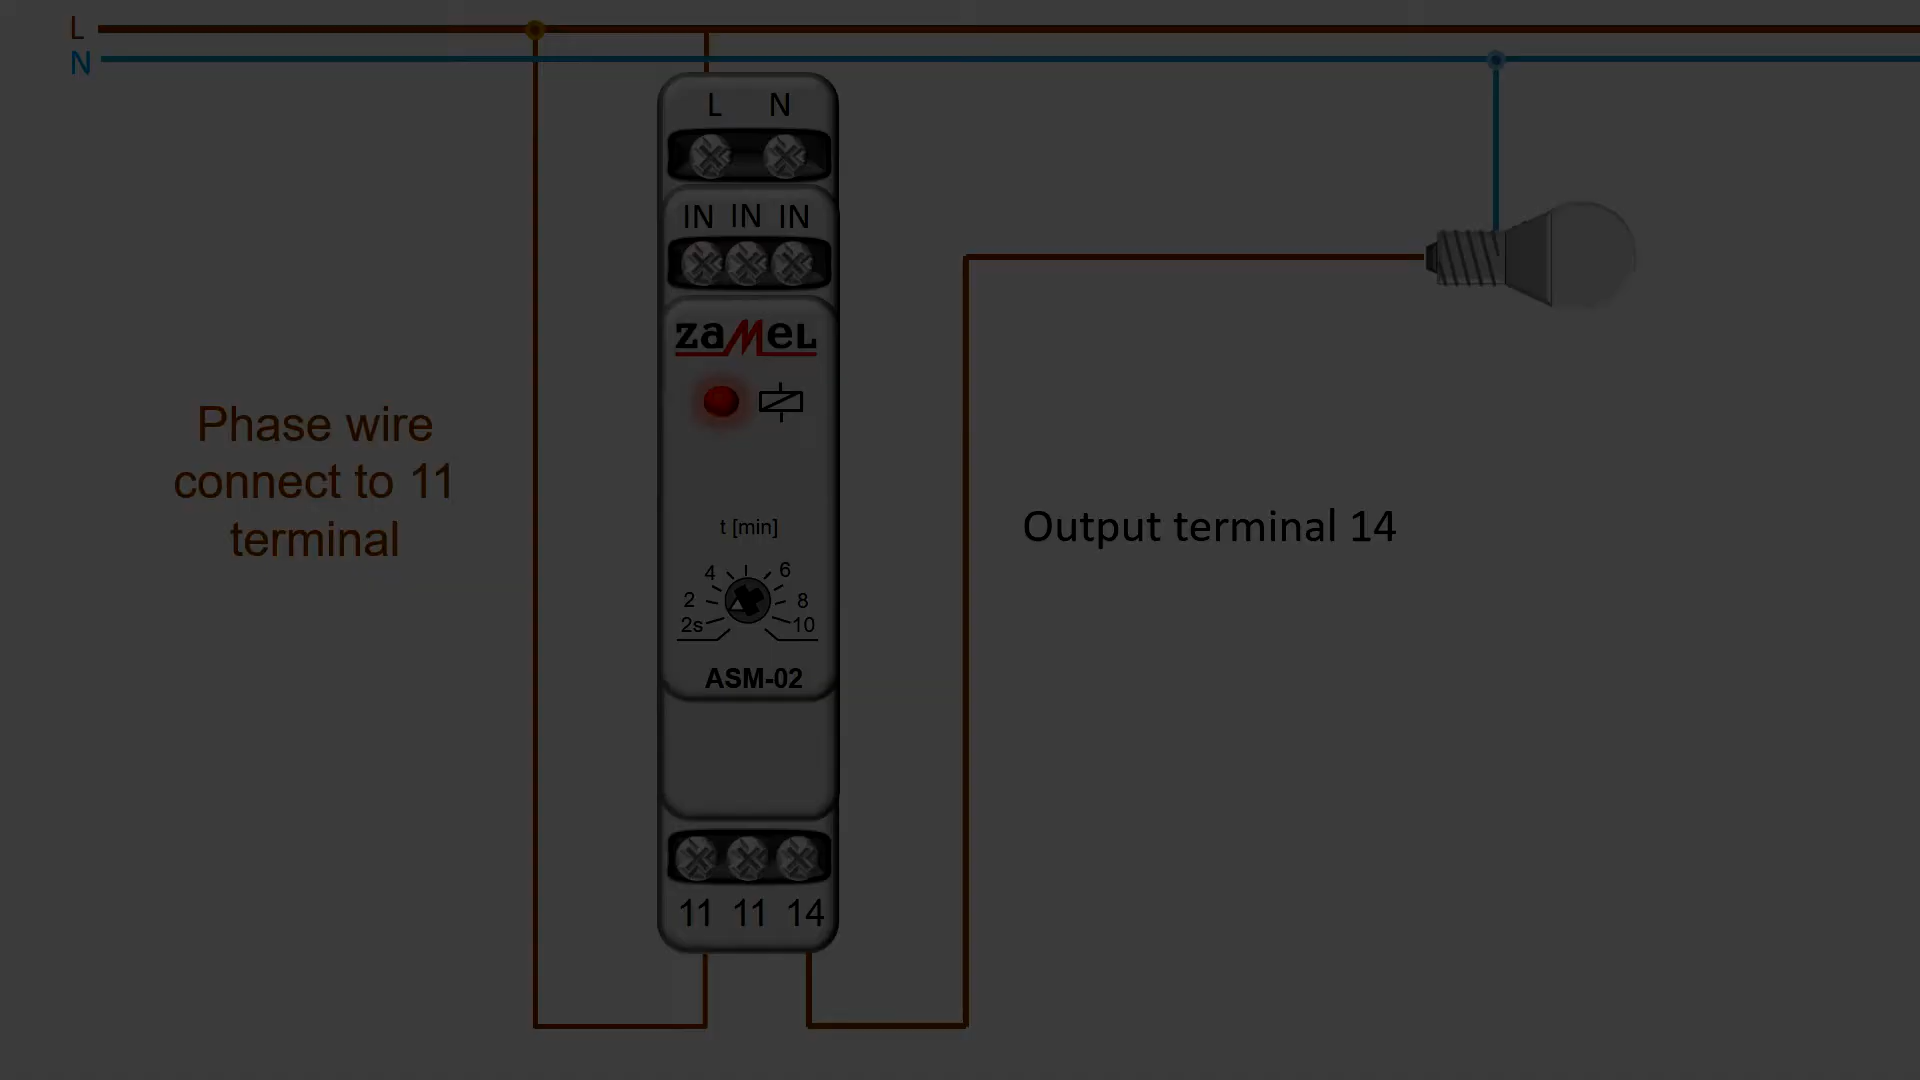 L
N
L N
IN IN IN
zaMeL
t [min]
4 6
2 8
2s 10
ASM-02
11 11 14
Phase wire
connect to 11
terminal
Output terminal 14